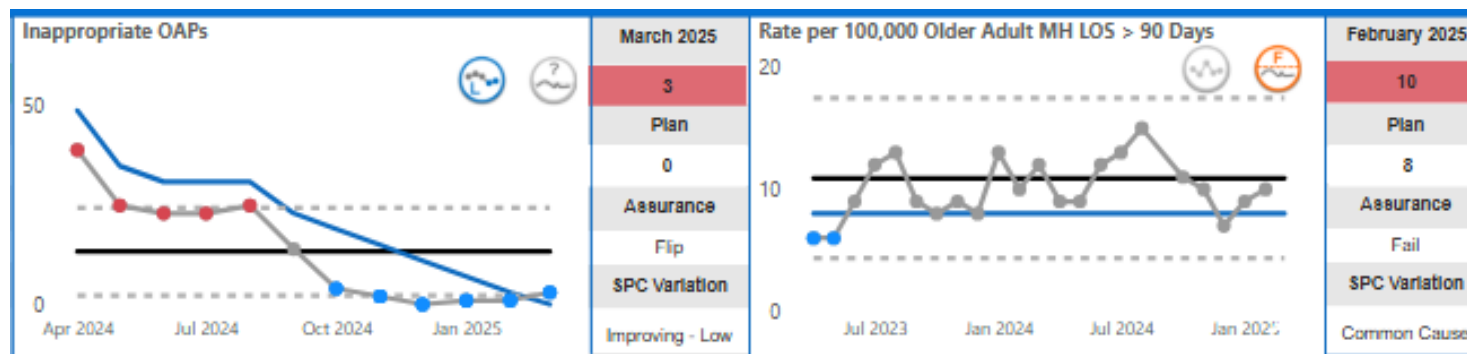 Inappropriate OAPs
L
?
50
0
Apr 2024 Jul 2024 Oct 2024 Jan 2025
March 2025
3
Plan
0
Assurance
Flip
SPC Variation
Improving - Low
Rate per 100,000 Older Adult MH LOS > 90 Days
F
20
10
0
Jul 2023 Jan 2024 Jul 2024 Jan 202
February 2025
10
Plan
8
Assurance
Fail
SPC Variation
Common Cause